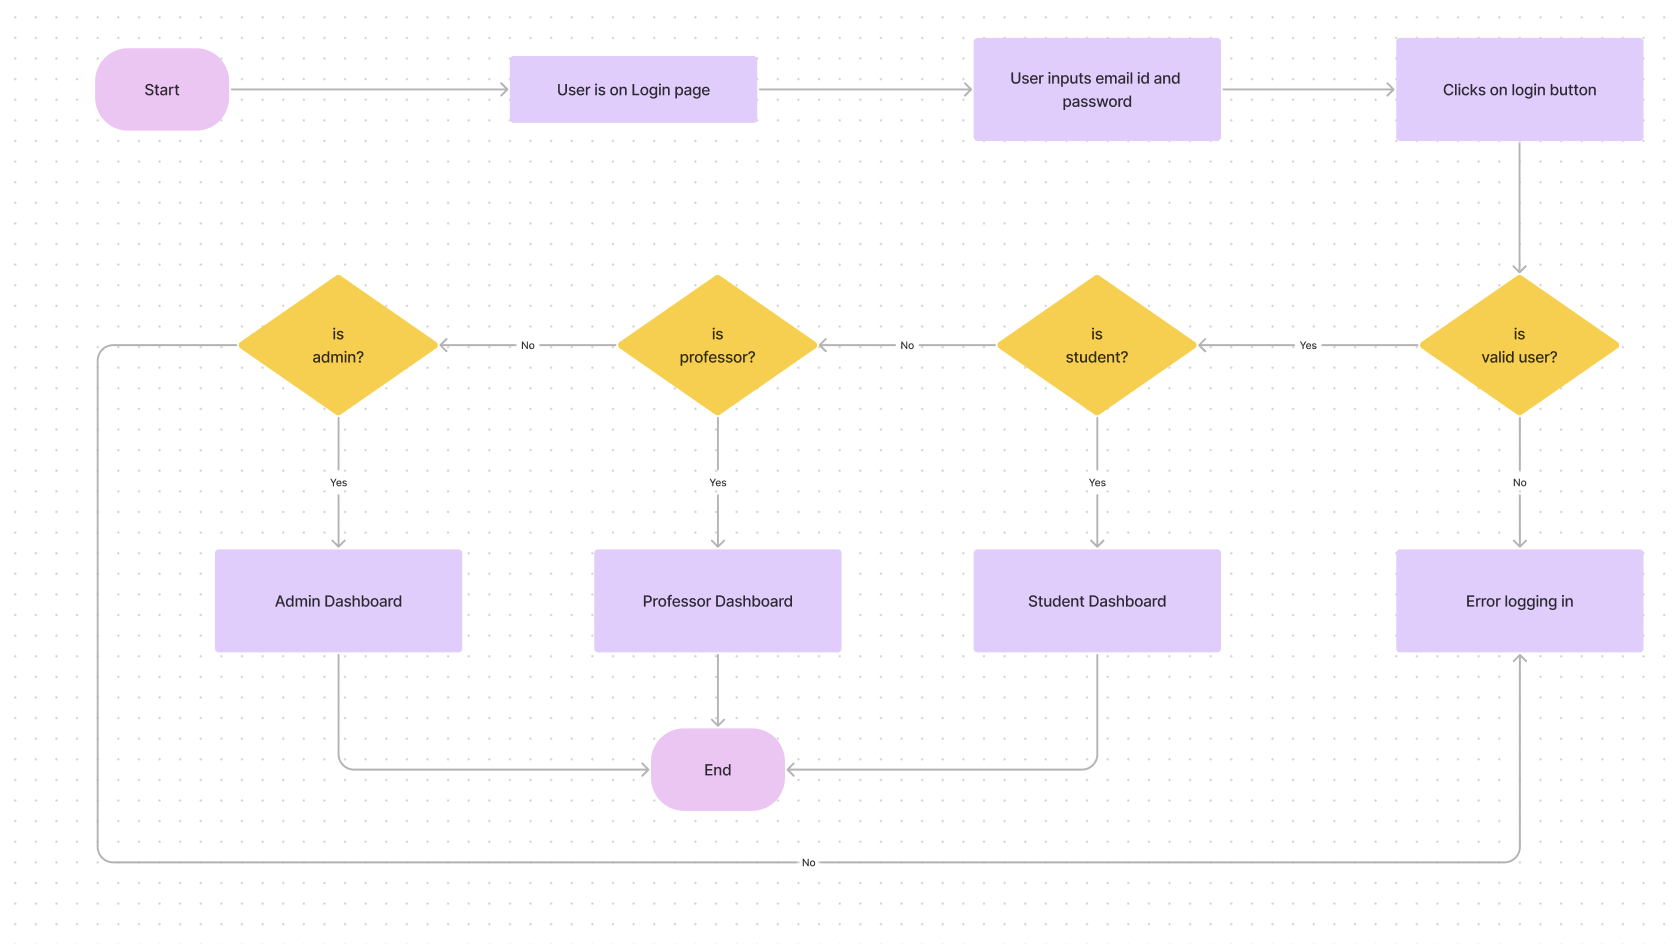 Start
User is on Login page
User inputs email id and
password
Clicks on login button
is
admin?
No
is
professor?
No
is
student?
Yes
is
valid user?
Yes
Yes
Yes
No
Admin Dashboard
Professor Dashboard
Student Dashboard
Error logging in
End
No